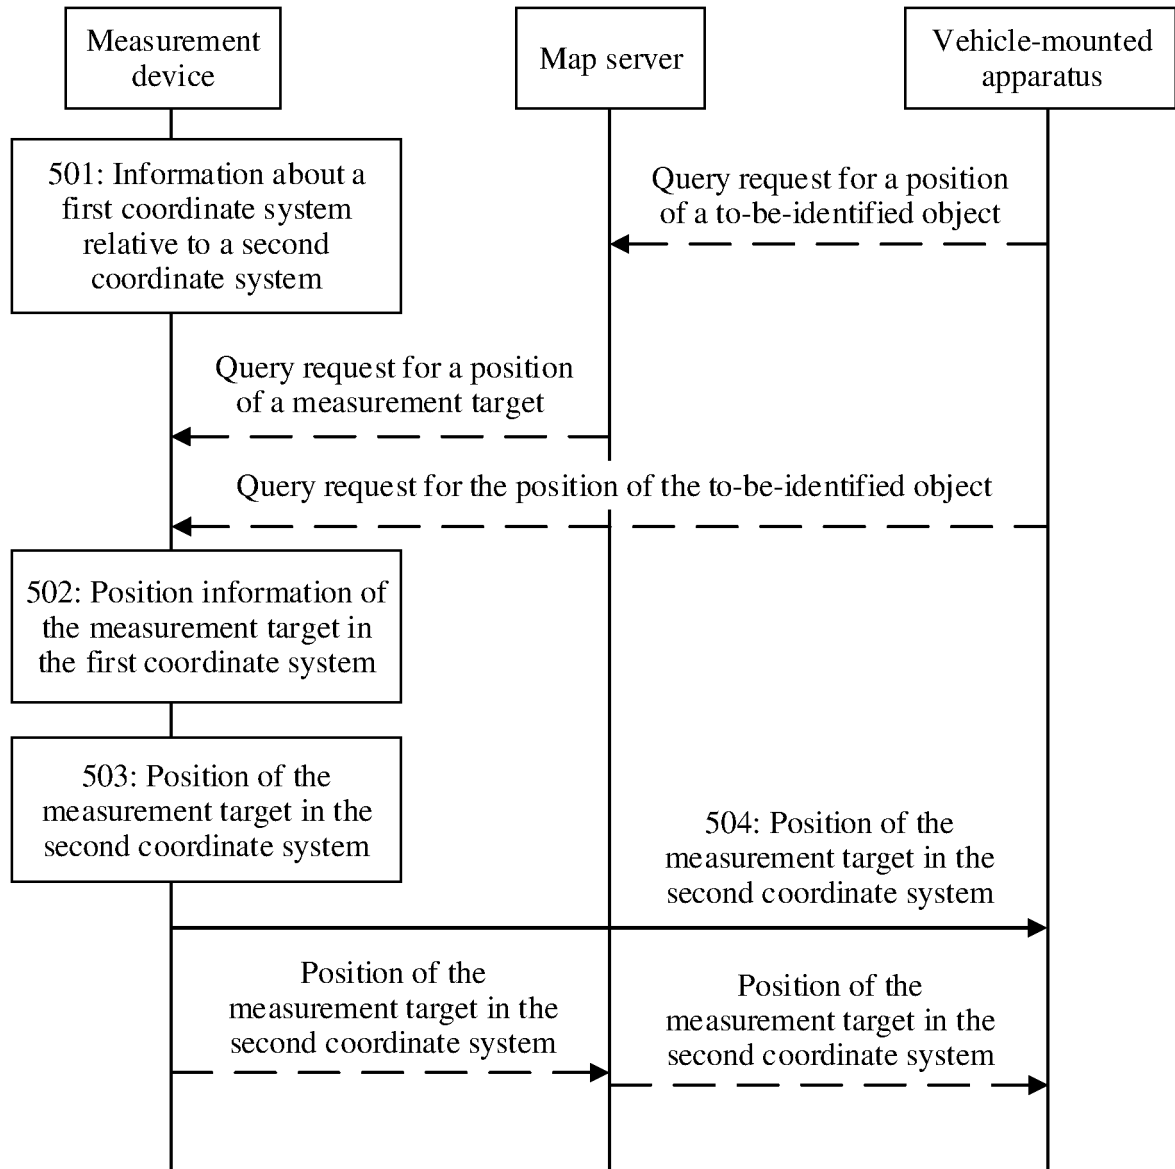 Measurement
device
Map server
Vehicle-mounted
apparatus
501: Information about a
first coordinate system
relative to a second
coordinate system
Query request for a position
of a to-be-identified object
Query request for a position
of a measurement target
Query request for the position of the to-be-identified object
502: Position information of
the measurement target in
the first coordinate system
503: Position of the
measurement target in the
second coordinate system
504: Position of the
measurement target in the
second coordinate system
Position of the
measurement target in the
second coordinate system
Position of the
measurement target in the
second coordinate system